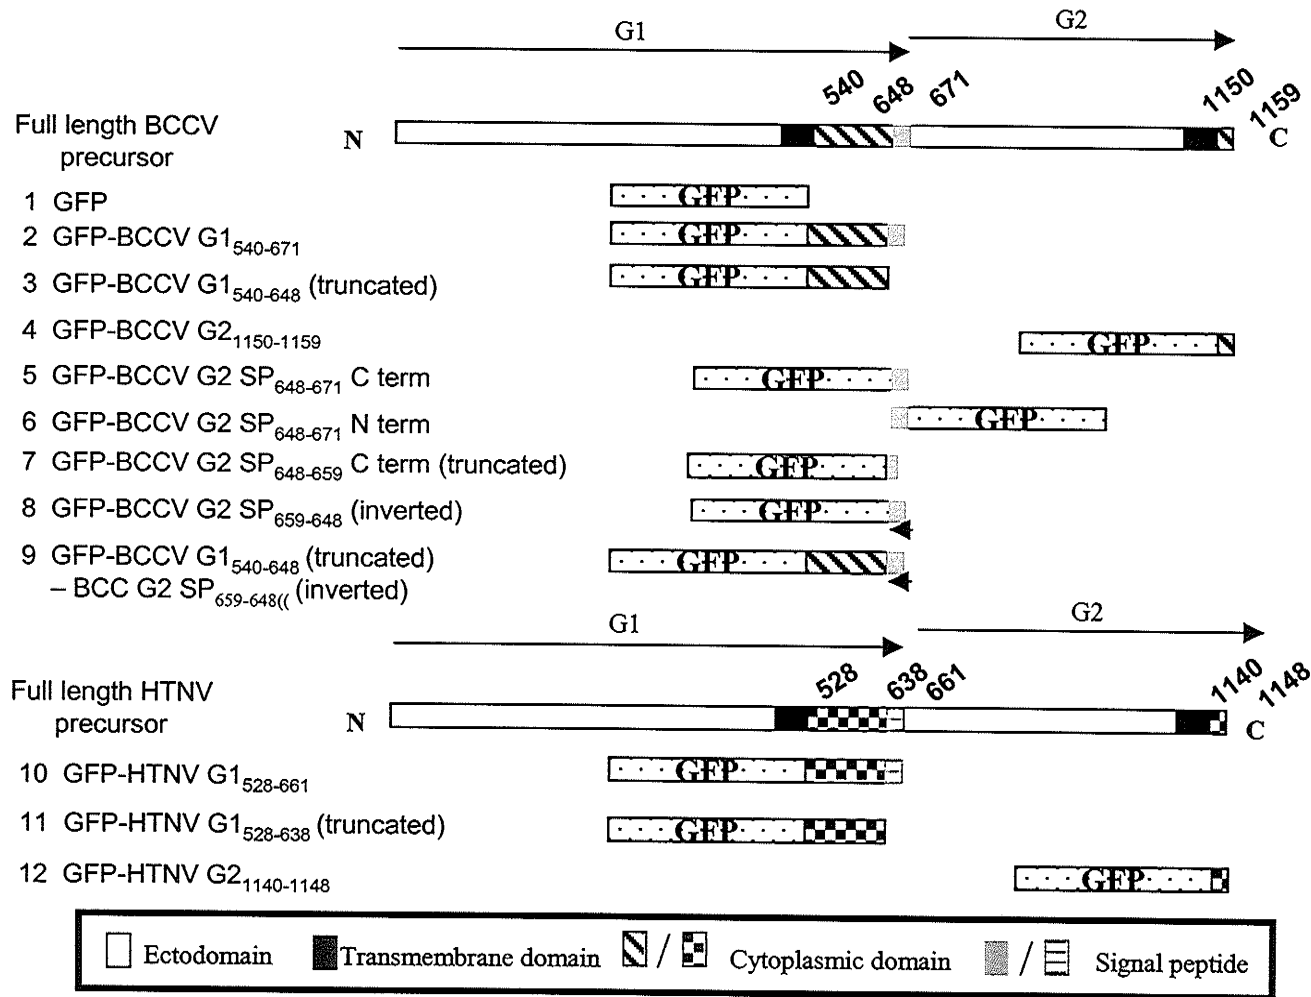 G1 G2
540 648 671 1150 1159
Full length BCCV
precursor
N C
1 GFP GFP
2 GFP-BCCV G1540-671 GFP
3 GFP-BCCV G1540-648 (truncated) GFP
4 GFP-BCCV G21150-1159 GFP
5 GFP-BCCV G2 SP648-671 C term GFP
6 GFP-BCCV G2 SP648-671 N term GFP
7 GFP-BCCV G2 SP648-659 C term (truncated) GFP
8 GFP-BCCV G2 SP659-648 (inverted) GFP
9 GFP-BCCV G1540-648 (truncated) GFP
– BCC G2 SP659-648(( (inverted)
G1 G2
528 638 661 1140 1148
Full length HTNV
precursor
N C
10 GFP-HTNV G1528-661 GFP
11 GFP-HTNV G1528-638 (truncated) GFP
12 GFP-HTNV G21140-1148 GFP
Ectodomain Transmembrane domain / Cytoplasmic domain / Signal peptide